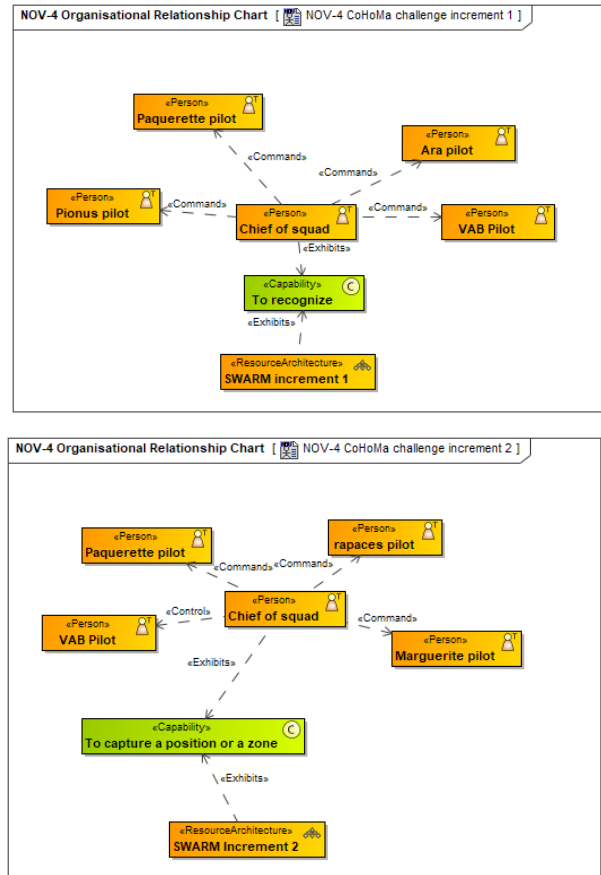 NOV-4 Organisational Relationship Chart [ NOV-4 CoHoMa challenge increment 1 ]
«Person»
Paquerette pilot
«Person»
Ara pilot
«Command»
«Command»
«Person»
Pionus pilot
«Command»
«Person»
Chief of squad
«Command»
«Person»
VAB Pilot
«Exhibits»
«Capability»
To recognize
C
«Exhibits»
«ResourceArchitecture»
SWARM increment 1
NOV-4 Organisational Relationship Chart [ NOV-4 CoHoMa challenge increment 2 ]
«Person»
Paquerette pilot
«Person»
rapaces pilot
«Command»
«Command»
«Person»
VAB Pilot
«Control»
«Person»
Chief of squad
«Command»
«Person»
Marguerite pilot
«Exhibits»
«Capability»
To capture a position or a zone
C
«Exhibits»
«ResourceArchitecture»
SWARM Increment 2